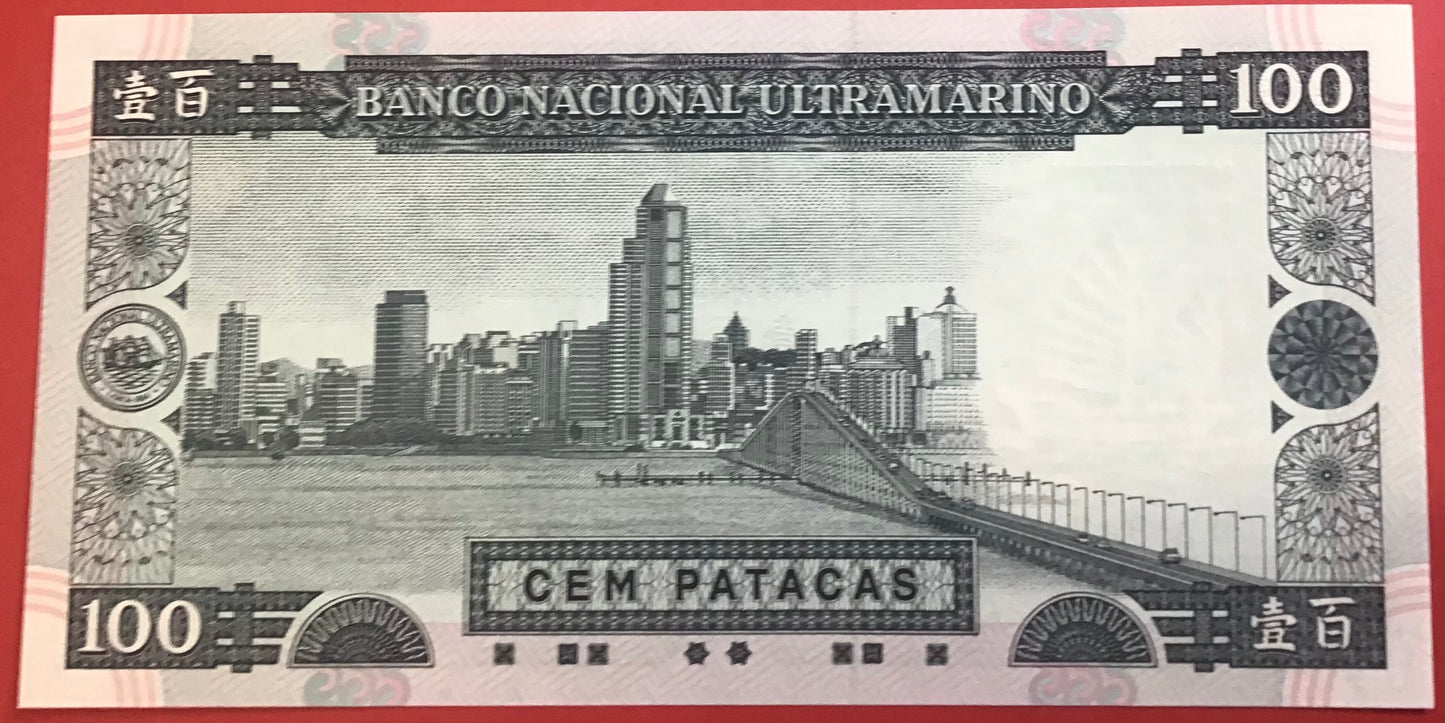 壹百
BANCO NACIONAL ULTRAMARINO
100
CEM PATACAS
100
壹百